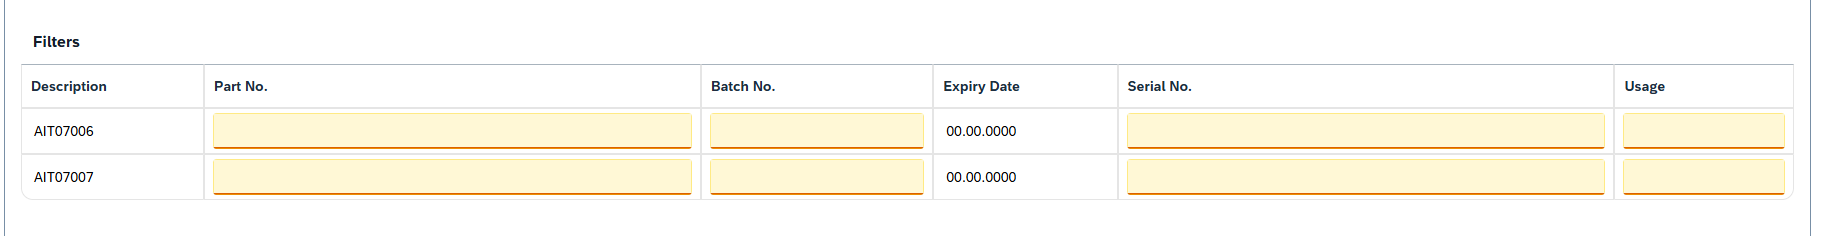 Filters
Description Part No. Batch No. Expiry Date Serial No. Usage
AIT07006 00.00.0000
AIT07007 00.00.0000